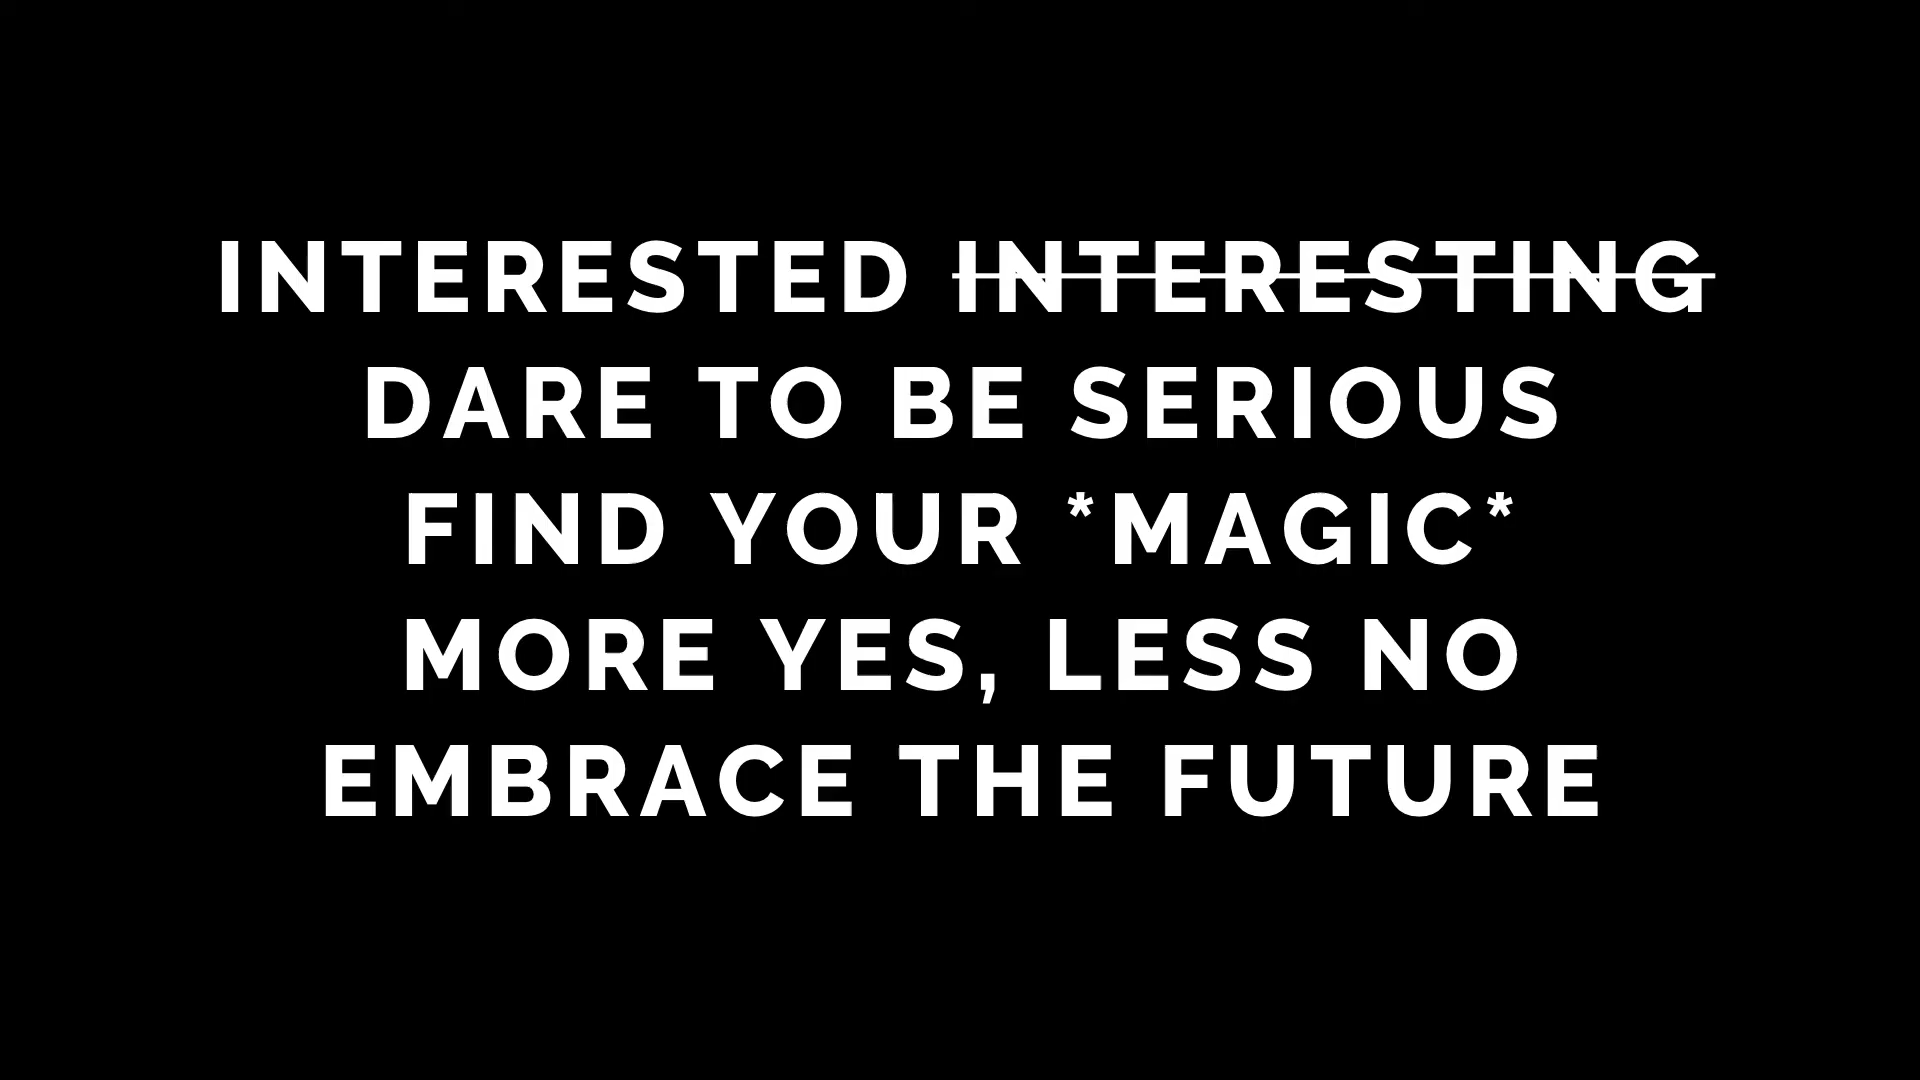 INTERESTED INTERESTING
DARE TO BE SERIOUS
FIND YOUR *MAGIC*
MORE YES, LESS NO
EMBRACE THE FUTURE